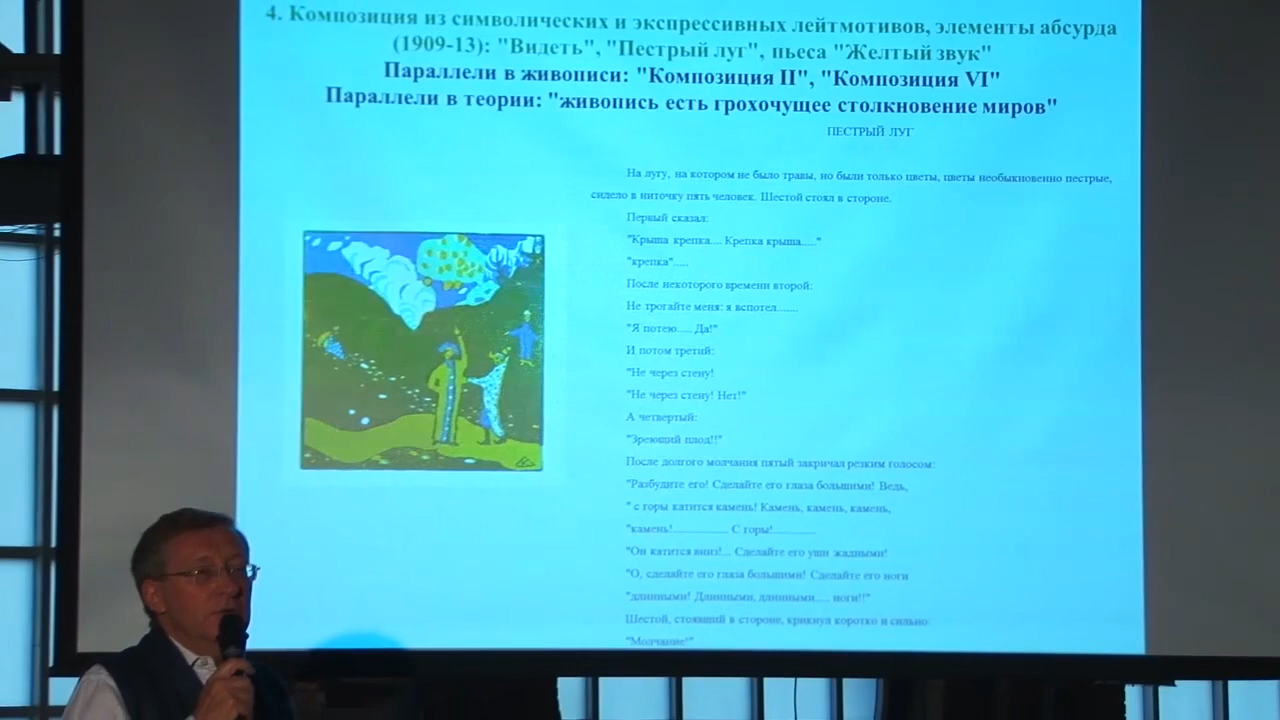 4. Композиция из символических и экспрессивных лейтмотивов, элементы абсурда
(1909-13): "Видеть", "Пестрый луг", пьеса "Желтый звук"
Параллели в живописи: "Композиция II", "Композиция VI"
Параллели в теории: "живопись есть грохочущее столкновение миров"
ПЕСТРЫЙ ЛУГ
На лугу, на котором не было травы, но были только цветы, цветы необыкновенно пестрые,
сидело в ниточку пять человек. Шестой стоял в стороне.
Первый сказал:
"Крыша крепка.... Крепка крыша....."
"крепка".....
После некоторого времени второй:
Не трогайте меня: я вспотел.......
"Я потею..... Да!"
И потом третий:
"Не через стену!
"Не через стену! Нет!"
А четвертый:
"Зреющий плод!!"
После долгого молчания пятый закричал резким голосом:
"Разбудите его! Сделайте его глаза большими! Ведь,
" с горы катится камень! Камень, камень, камень,
"камень!................ С горы!.............
"Он катится вниз!... Сделайте его уши жадными!
"О, сделайте его глаза большими! Сделайте его ноги
"длинными! Длинными, длинными..... ноги!!"
Шестой, стоявший в стороне, крикнул коротко и сильно:
"Молчание!"